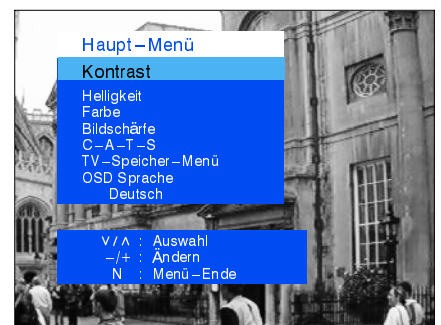 Haupt–Menü
Kontrast
Helligkeit
Farbe
Bildschärfe
C–A–T–S
TV–Speicher–Menü
OSD Sprache
Deutsch
∨/∧ : Auswahl
–/+ : Ändern
N : Menü–Ende